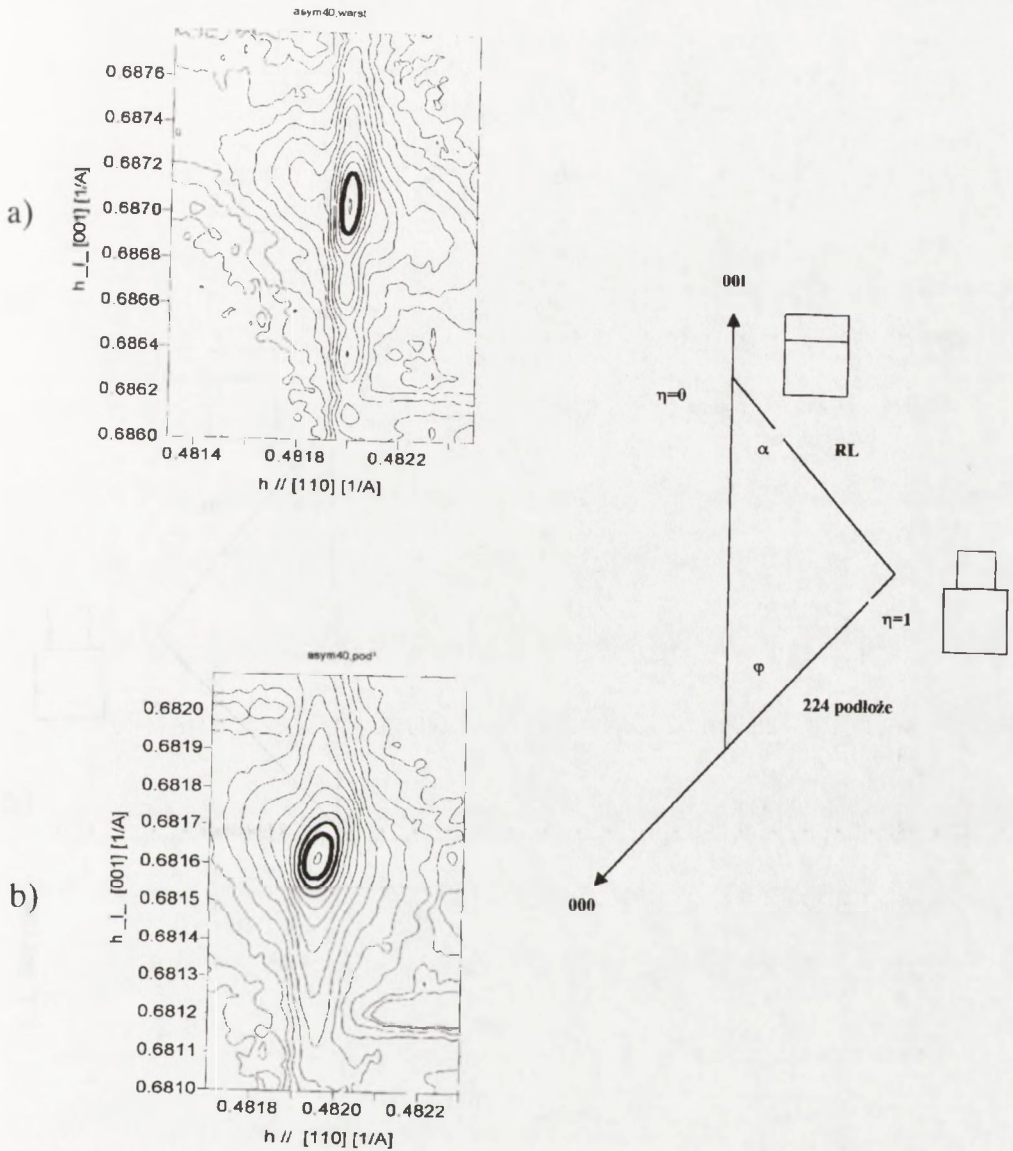 asym40,warst
0.6876
0.6874
0.6872
0.6870
0.6868
0.6866
0.6864
0.6862
0.6860
h _l_ [001] [1/A]
0.4814
0.4818
0.4822
h // [110] [1/A]
a)
001
η=0
α
RL
η=1
φ
224 podłoże
000
0.6820
0.6819
0.6818
0.6817
0.6816
0.6815
0.6814
0.6813
0.6812
0.6811
0.6810
h _l_ [001] [1/A]
0.4818
0.4820
0.4822
h // [110] [1/A]
b)